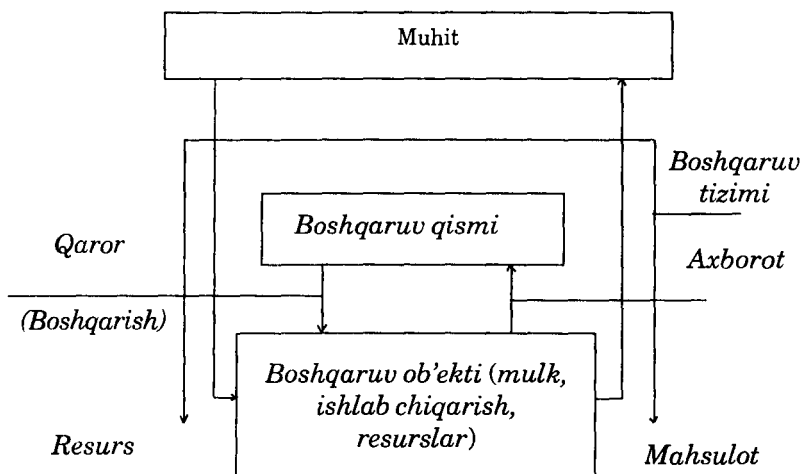 Muhit
Boshqaruv
tizimi
Boshqaruv qismi
Qaror
Axborot
(Boshqarish)
Boshqaruv ob'ekti (mulk,
ishlab chiqarish,
resurslar)
Resurs
Mahsulot